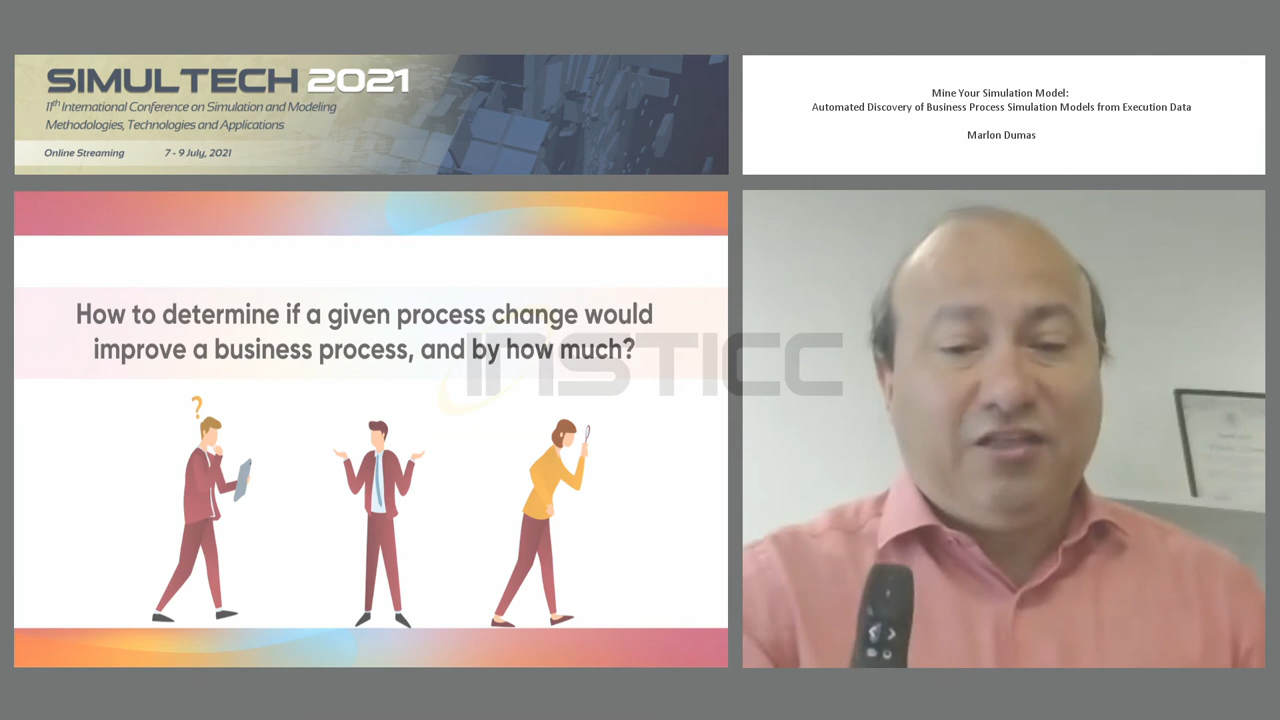 SIMULTECH 2021
11th International Conference on Simulation and Modeling
Methodologies, Technologies and Applications
Online Streaming 7 - 9 July, 2021
Mine Your Simulation Model:
Automated Discovery of Business Process Simulation Models from Execution Data
Marlon Dumas
How to determine if a given process change would
improve a business process, and by how much?
INSTICC
?